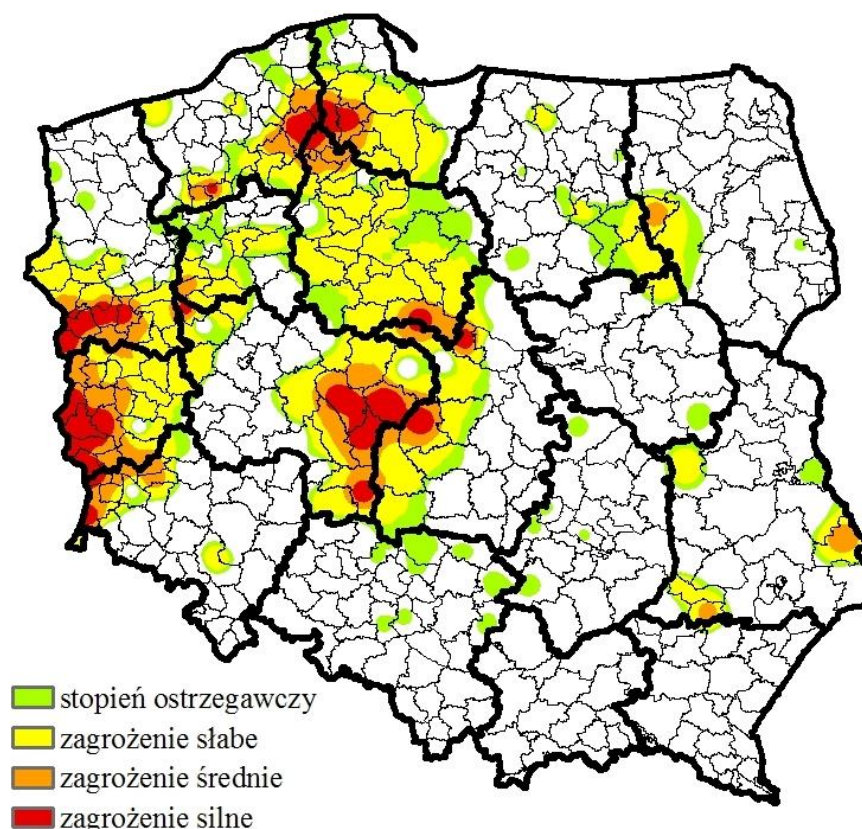 stopień ostrzegawczy
zagrożenie słabe
zagrożenie średnie
zagrożenie silne